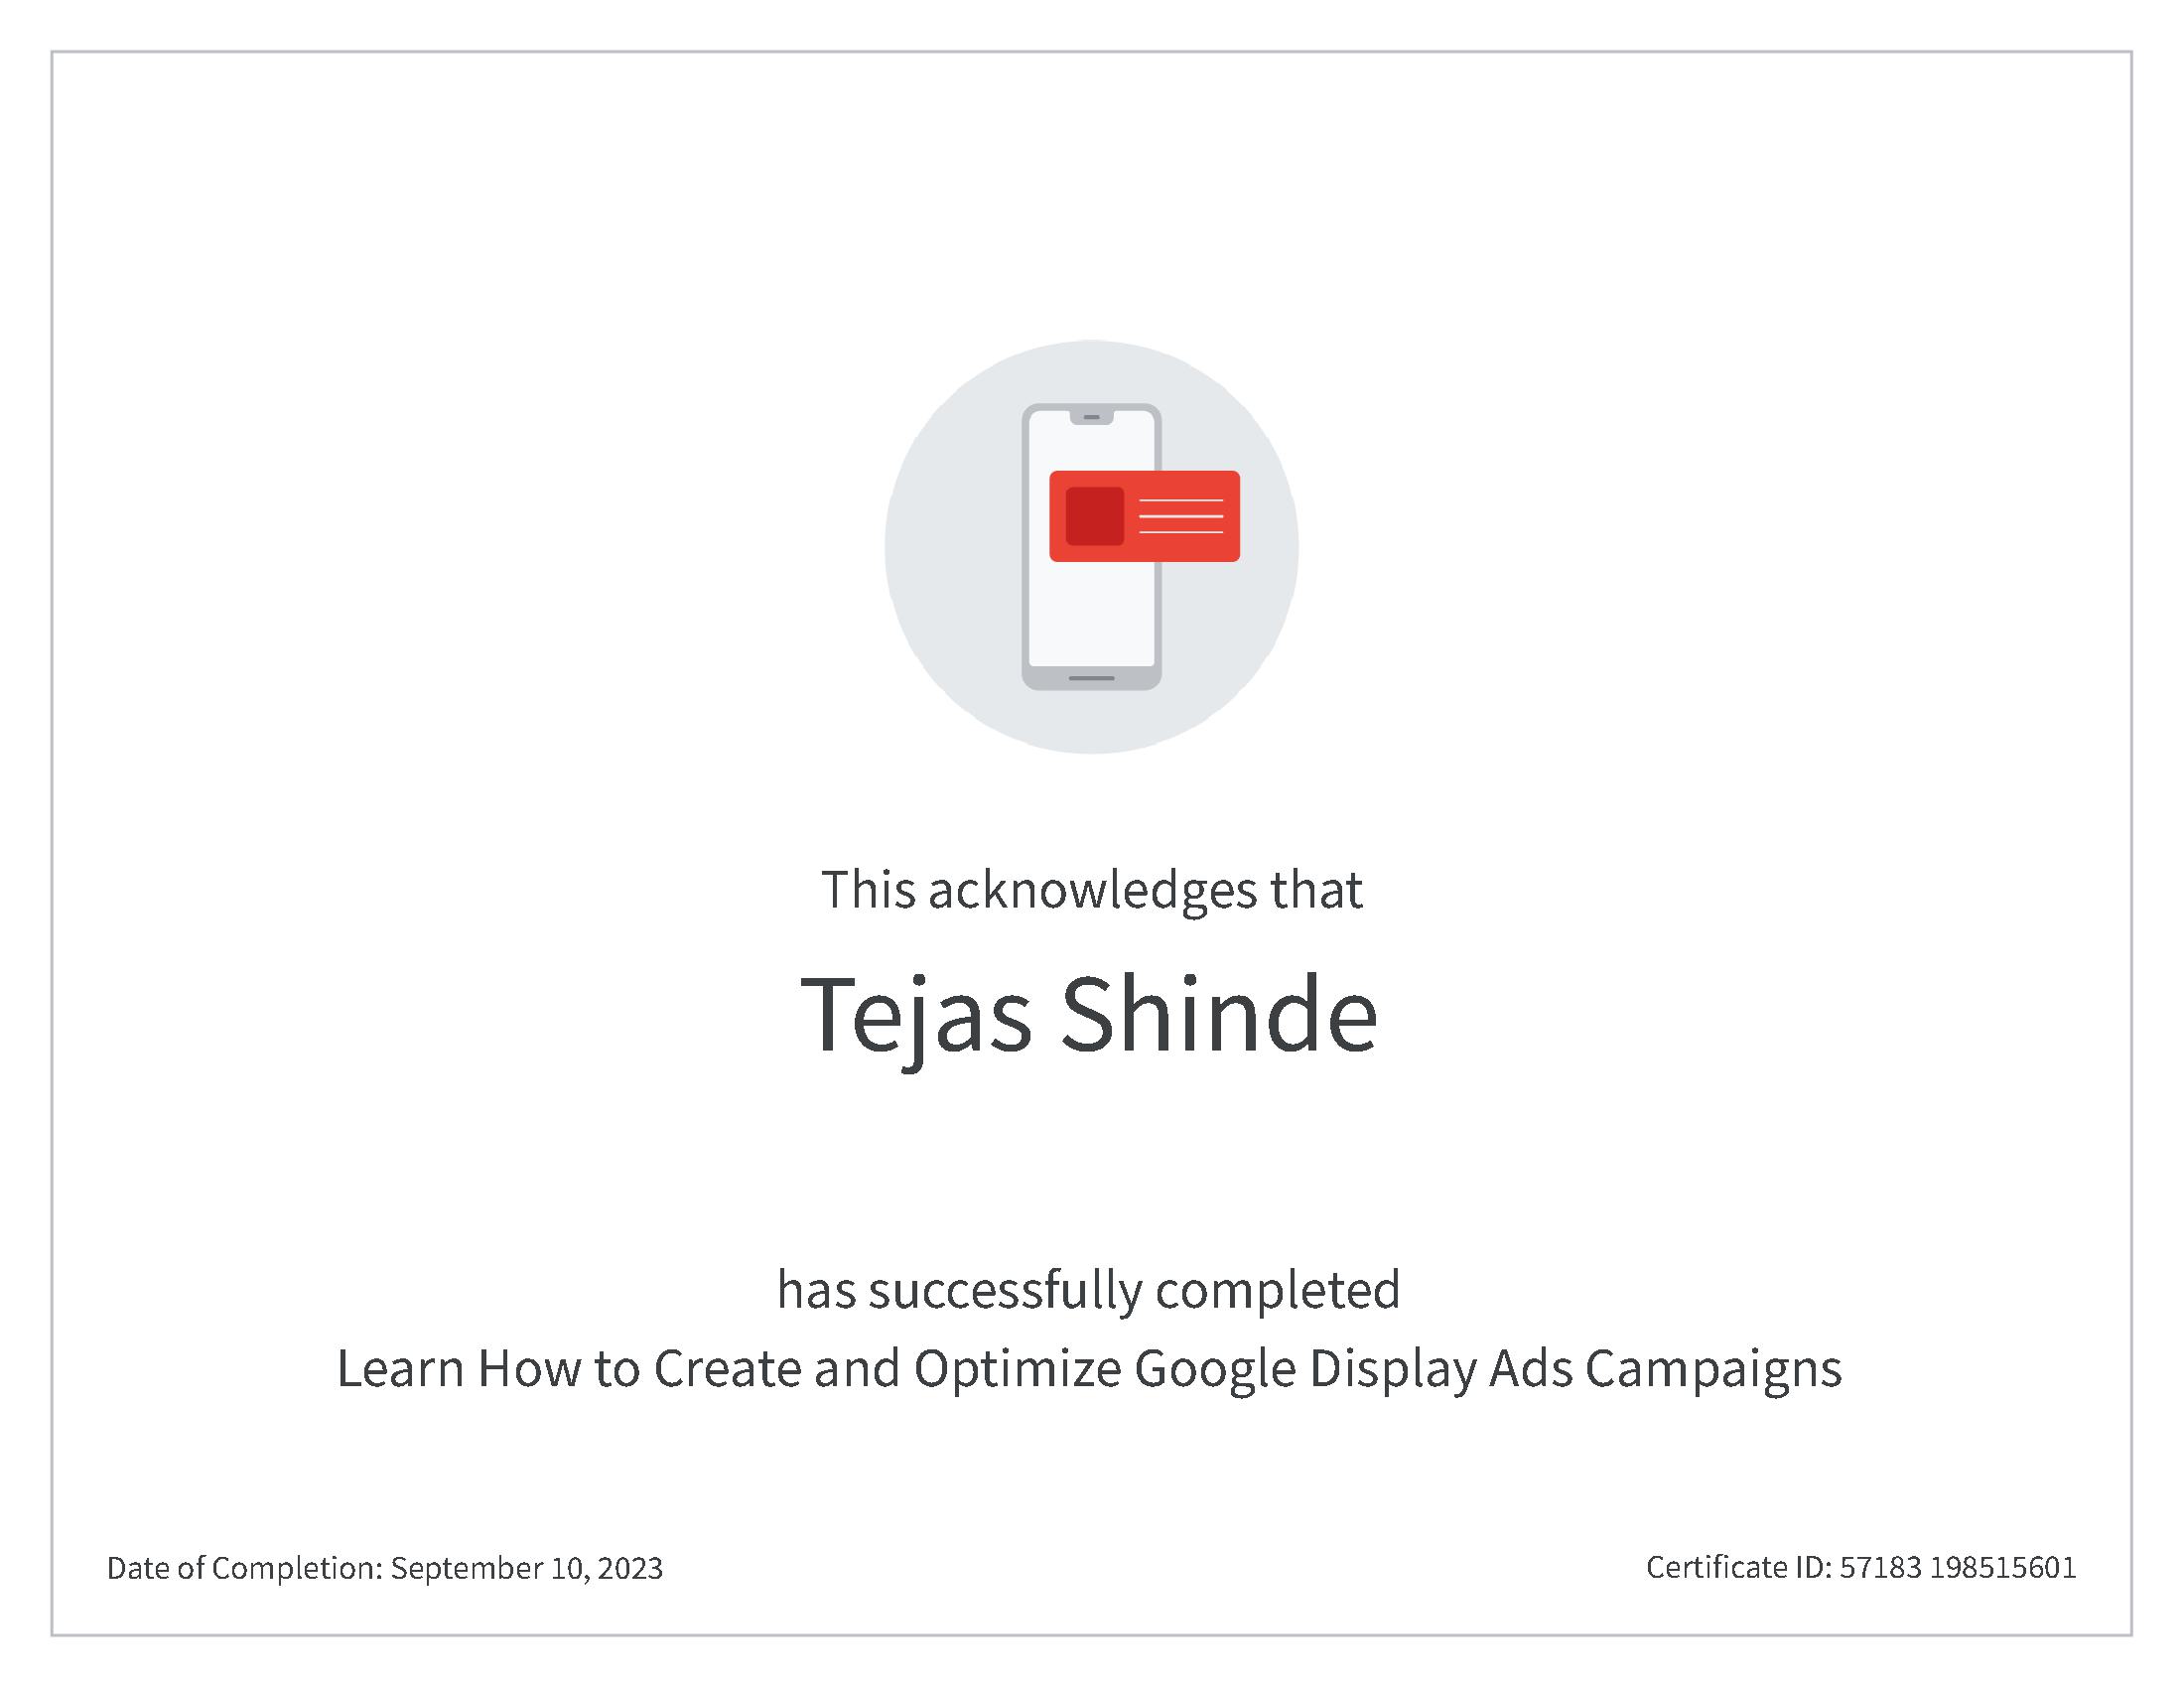 This acknowledges that
Tejas Shinde
has successfully completed
Learn How to Create and Optimize Google Display Ads Campaigns
Date of Completion: September 10, 2023
Certificate ID: 57183 198515601